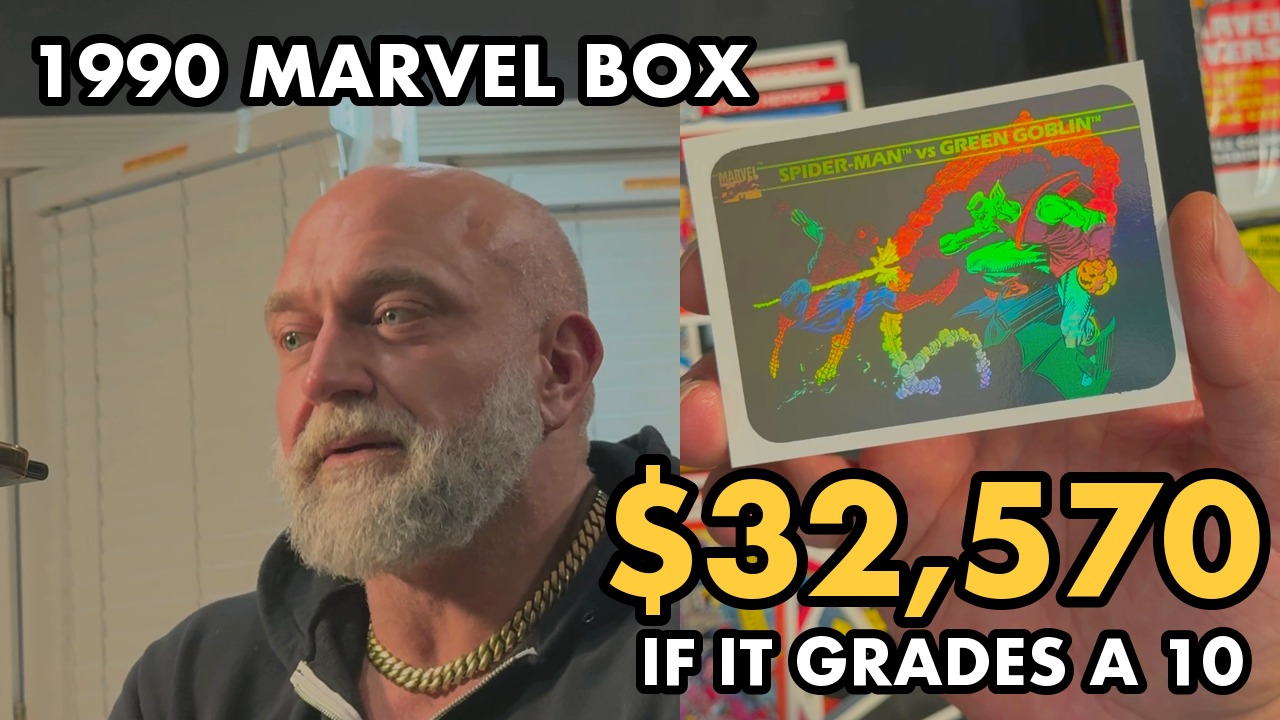 1990 MARVEL BOX
MARVEL
SPIDER-MAN™ vs GREEN GOBLIN™
$32,570
IF IT GRADES A 10